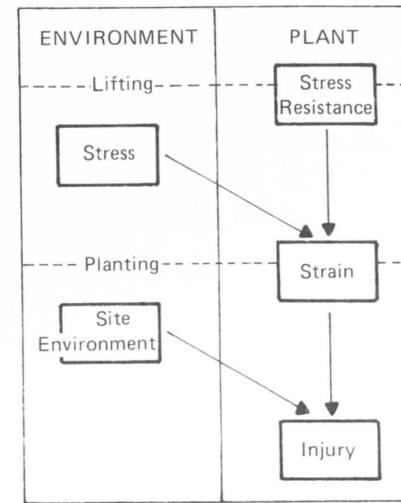 ENVIRONMENT
PLANT
Lifting
Stress
Resistance
Stress
Planting
Strain
Site
Environment
Injury